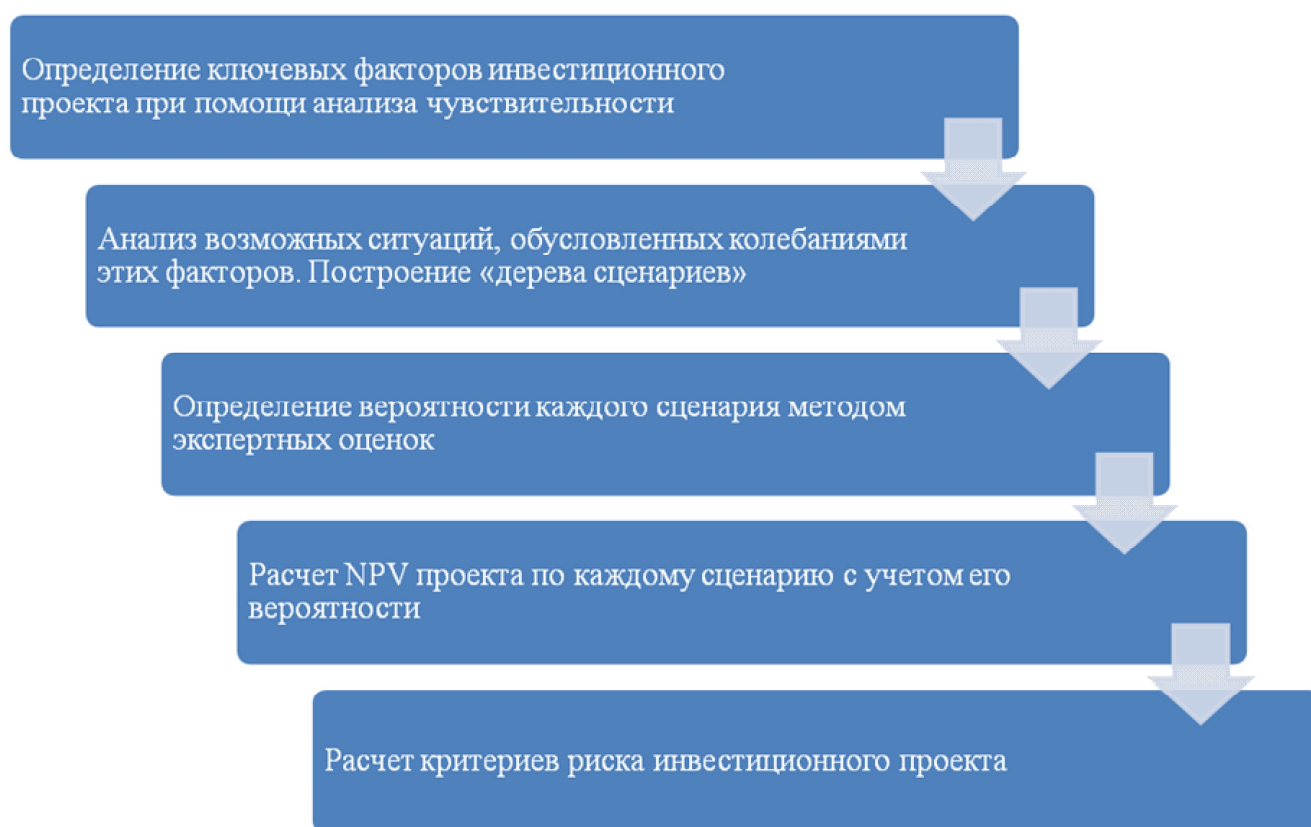 Определение ключевых факторов инвестиционного
проекта при помощи анализа чувствительности
Анализ возможных ситуаций, обусловленных колебаниями
этих факторов. Построение «дерева сценариев»
Определение вероятности каждого сценария методом
экспертных оценок
Расчет NPV проекта по каждому сценарию с учетом его
вероятности
Расчет критериев риска инвестиционного проекта